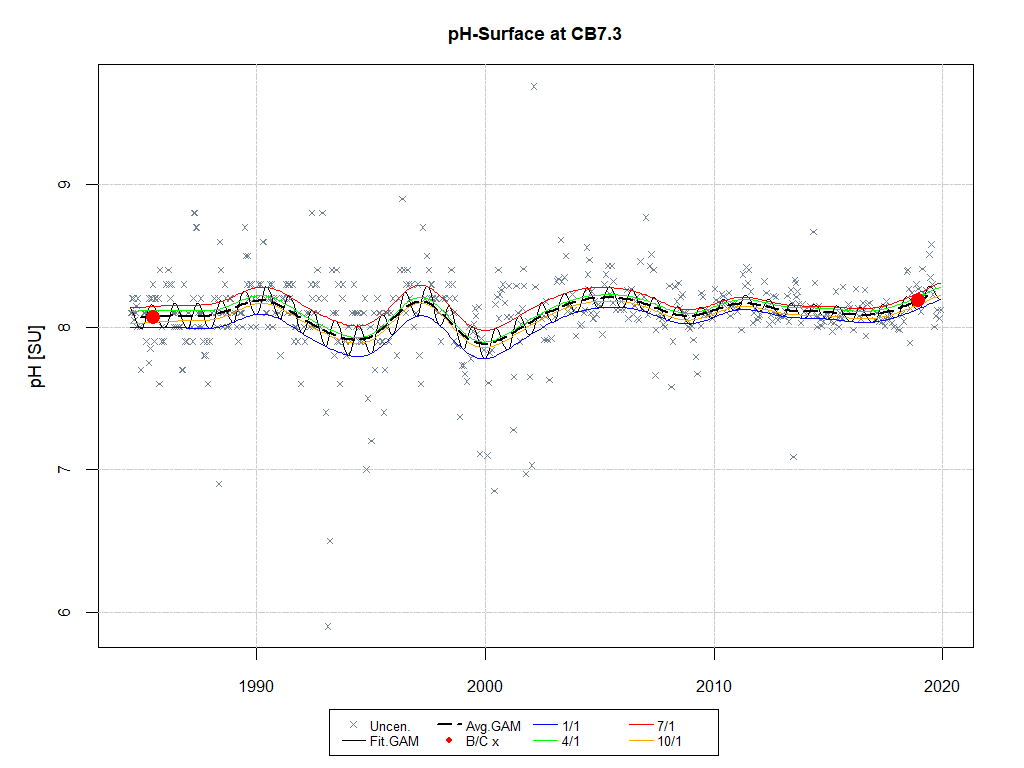 pH-Surface at CB7.3
pH [SU]
9
8
7
6
1990 2000 2010 2020
Uncen. Avg.GAM 1/1 7/1
Fit.GAM B/C x 4/1 10/1